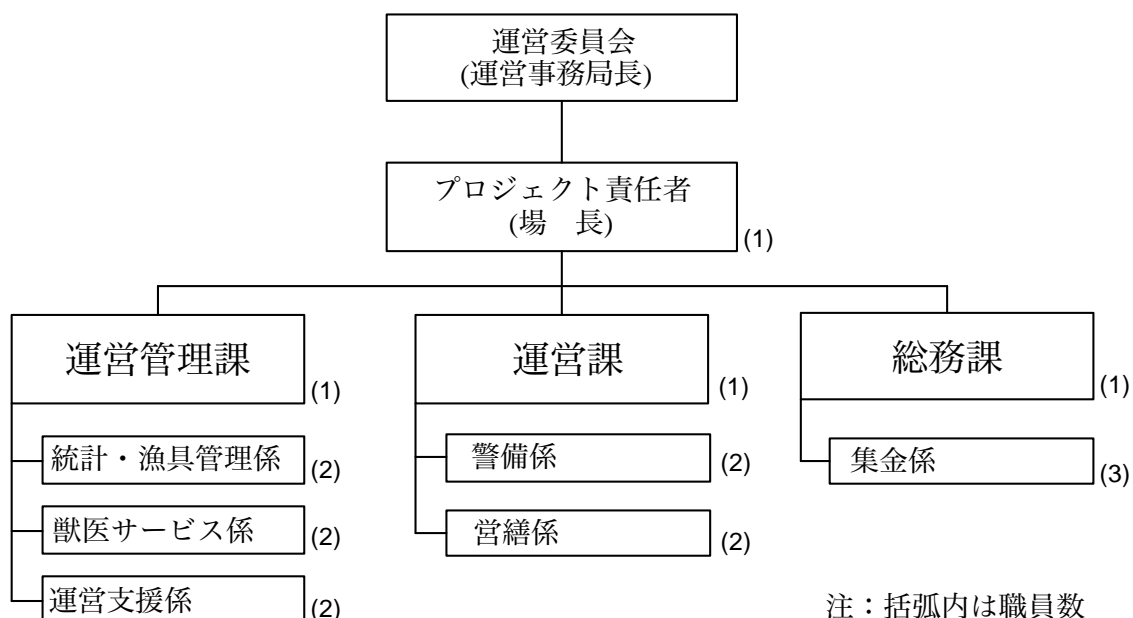 運営委員会
(運営事務局長)
プロジェクト責任者
(場　長)
(1)
運営管理課
(1)
統計・漁具管理係
(2)
獣医サービス係
(2)
運営支援係
(2)
運営課
(1)
警備係
(2)
営繕係
(2)
総務課
(1)
集金係
(3)
注：括弧内は職員数